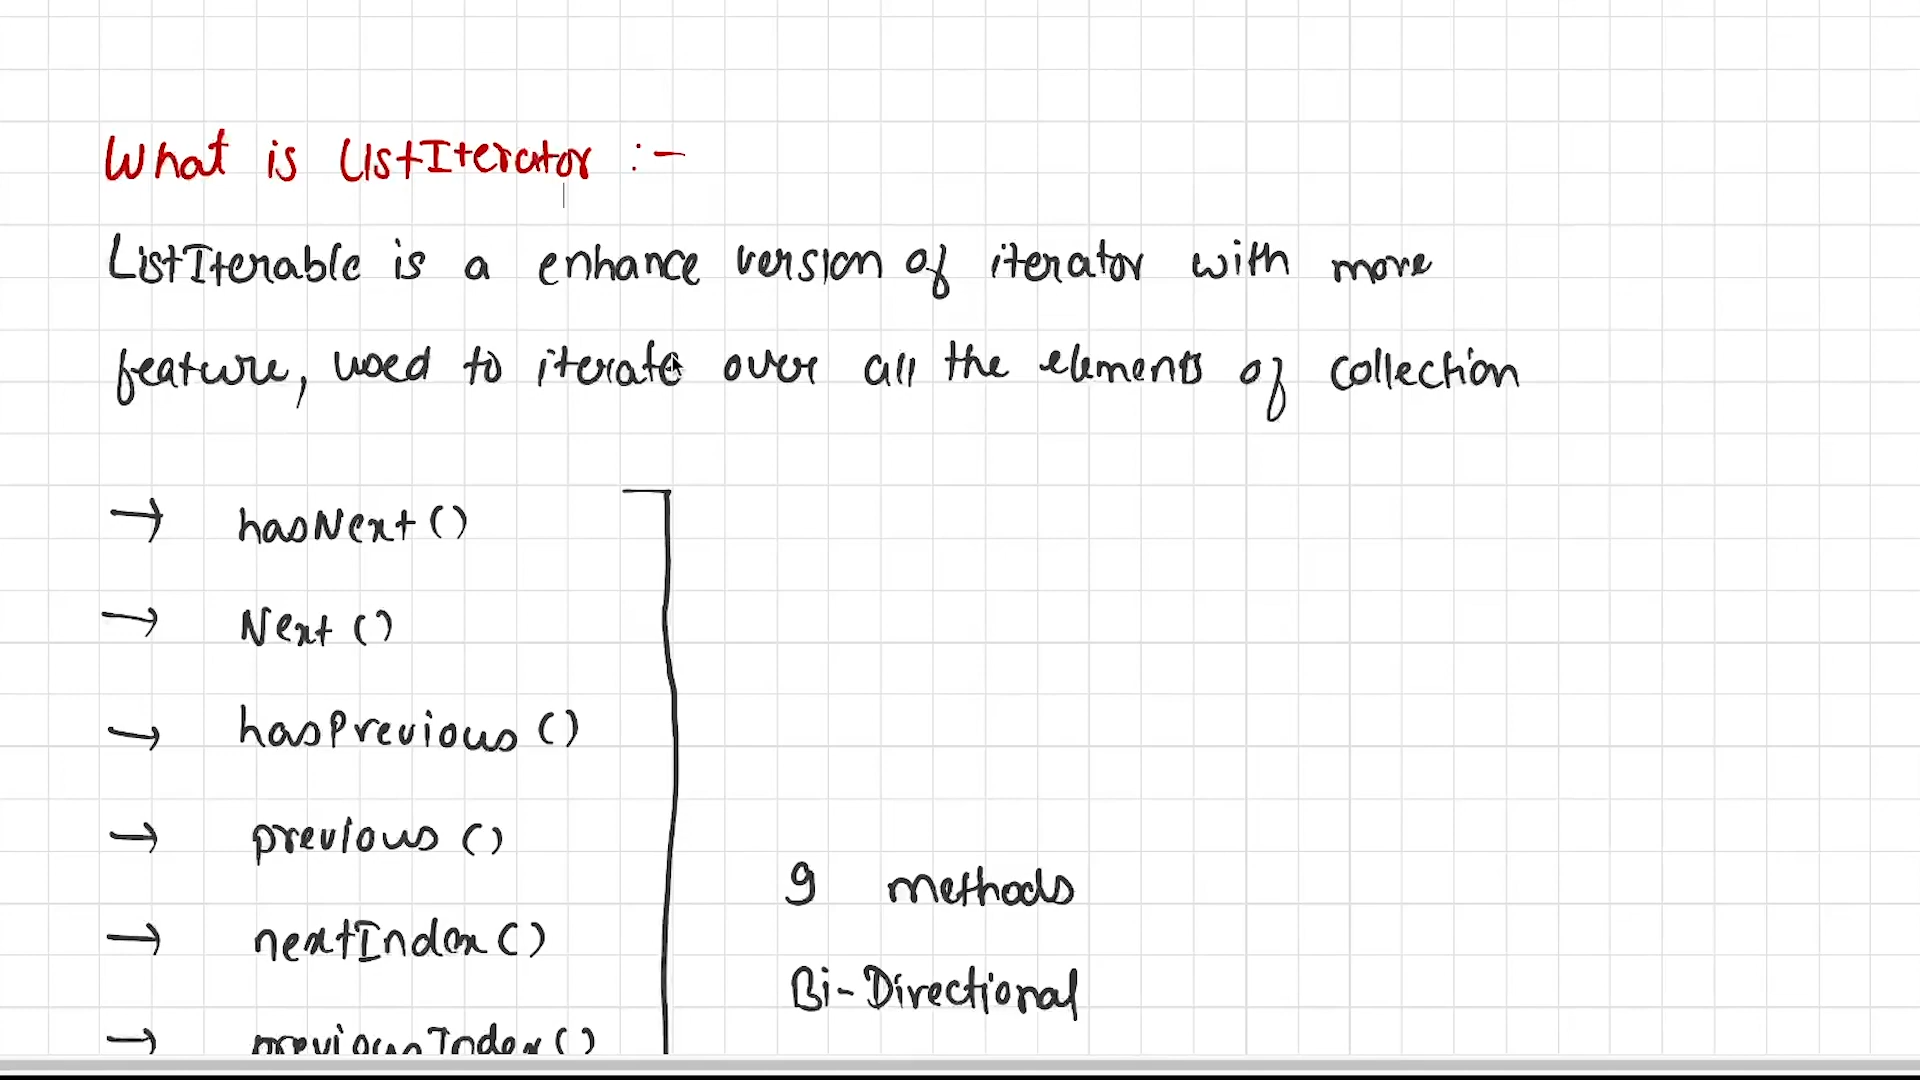 What is ListIterator :-
ListIterable is a enhance version of iterator with more
feature, used to iterate over all the elements of collection
→ hasNext()
→ Next()
→ hasPrevious()
→ previous()
9 methods
→ nextIndex()
Bi-Directional
→ previousIndex()